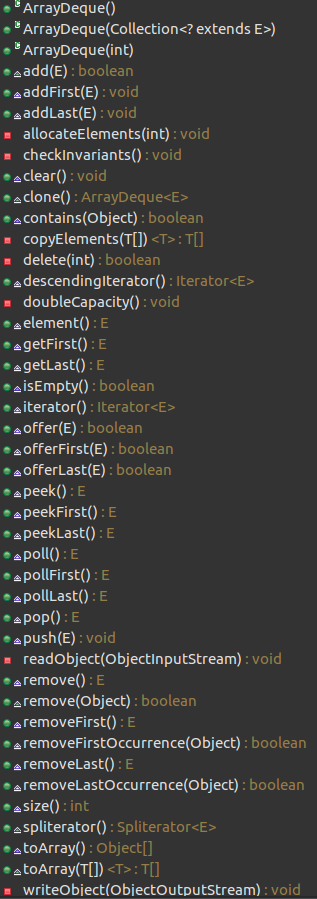 ArrayDeque()
ArrayDeque(Collection<? extends E>)
ArrayDeque(int)
add(E) : boolean
addFirst(E) : void
addLast(E) : void
allocateElements(int) : void
checkInvariants() : void
clear() : void
clone() : ArrayDeque<E>
contains(Object) : boolean
copyElements(T[]) <T> : T[]
delete(int) : boolean
descendingIterator() : Iterator<E>
doubleCapacity() : void
element() : E
getFirst() : E
getLast() : E
isEmpty() : boolean
iterator() : Iterator<E>
offer(E) : boolean
offerFirst(E) : boolean
offerLast(E) : boolean
peek() : E
peekFirst() : E
peekLast() : E
poll() : E
pollFirst() : E
pollLast() : E
pop() : E
push(E) : void
readObject(ObjectInputStream) : void
remove() : E
remove(Object) : boolean
removeFirst() : E
removeFirstOccurrence(Object) : boolean
removeLast() : E
removeLastOccurrence(Object) : boolean
size() : int
spliterator() : Spliterator<E>
toArray() : Object[]
toArray(T[]) <T> : T[]
writeObject(ObjectOutputStream) : void